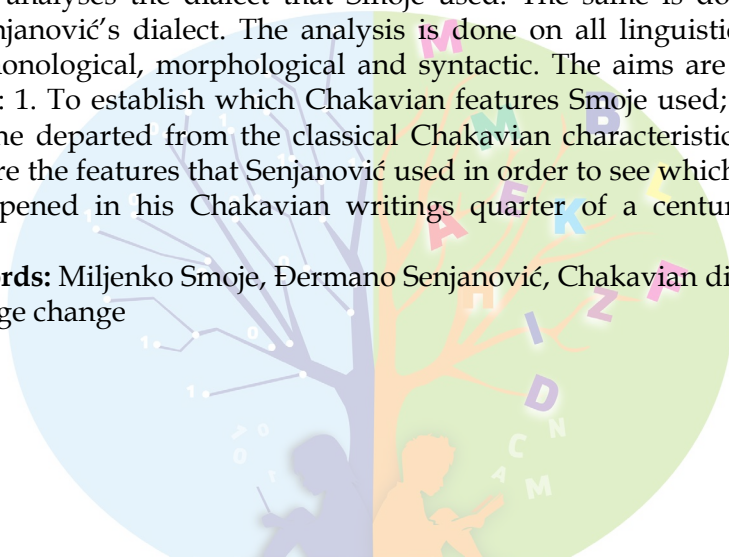 analyses the dialect that Smoje used. The same is do
njanović’s dialect. The analysis is done on all linguistic
onological, morphological and syntactic. The aims are
: 1. To establish which Chakavian features Smoje used;
ne departed from the classical Chakavian characteristic
re the features that Senjanović used in order to see which
pened in his Chakavian writings quarter of a centur
rds: Miljenko Smoje, Đermano Senjanović, Chakavian di
ge change